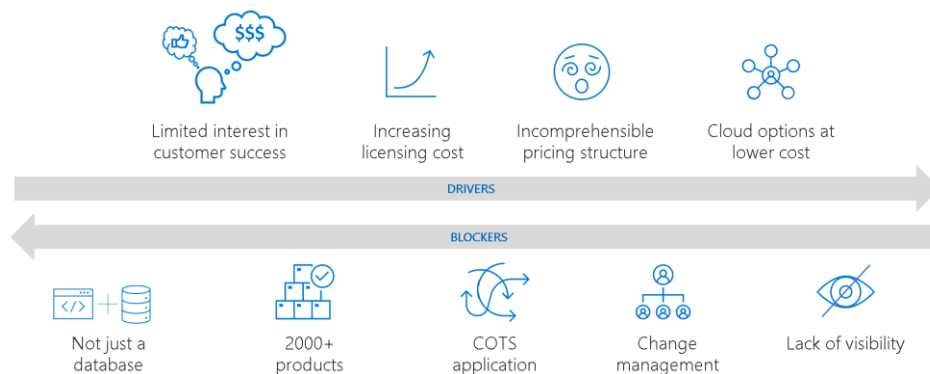 $$$
Limited interest in
customer success
Increasing
licensing cost
Incomprehensible
pricing structure
Cloud options at
lower cost
DRIVERS
BLOCKERS
</>
Not just a
database
2000+
products
COTS
application
Change
management
Lack of visibility